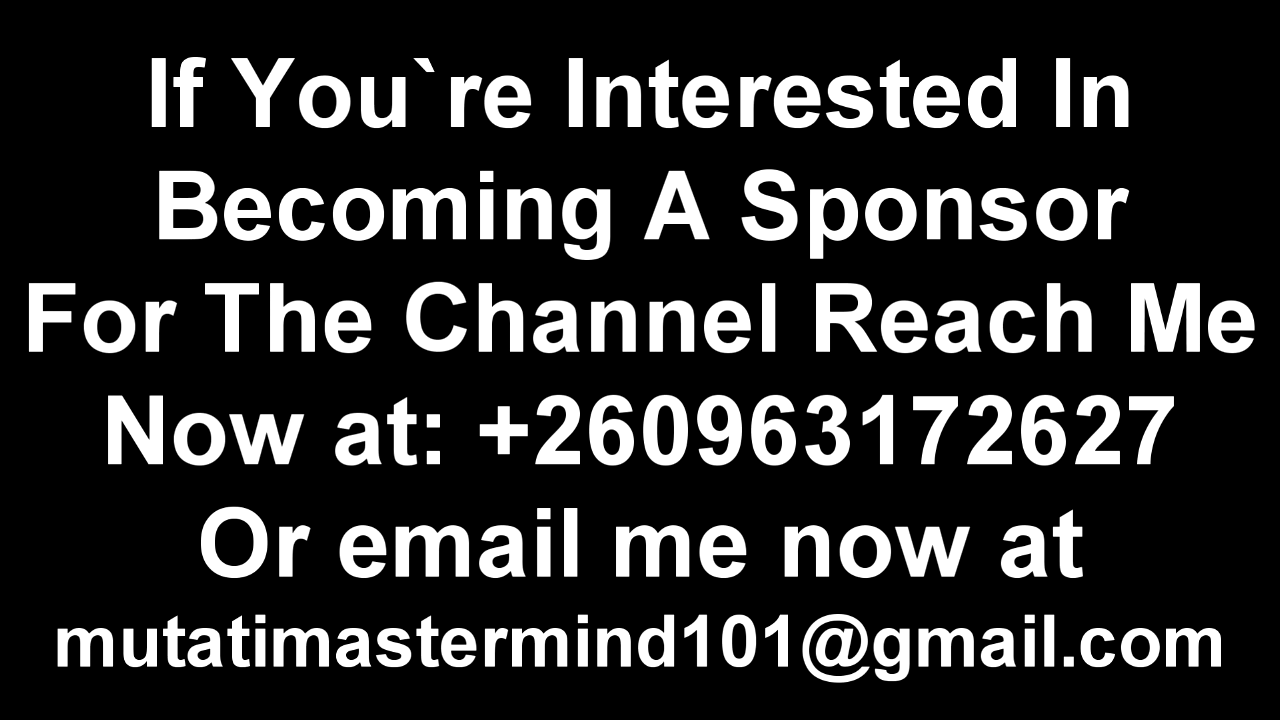 If You`re Interested In
Becoming A Sponsor
For The Channel Reach Me
Now at: +260963172627
Or email me now at
mutatimastermind101@gmail.com